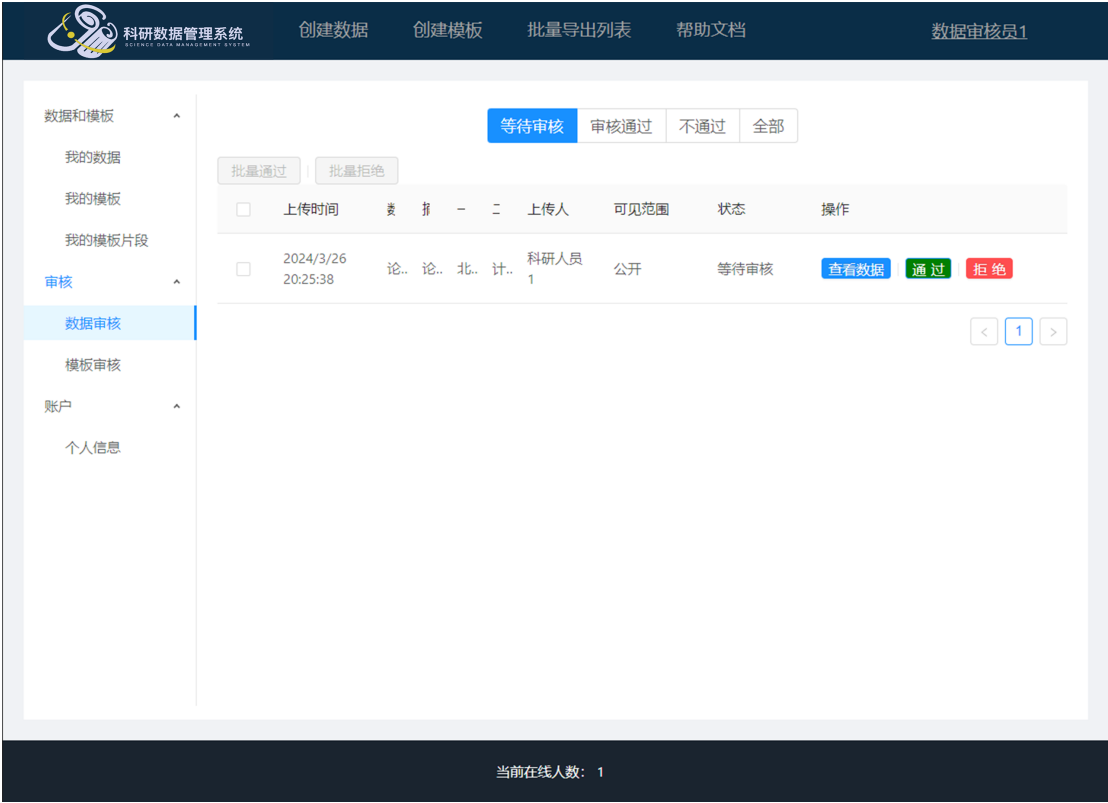 科研数据管理系统
SCIENCE DATA MANAGEMENT SYSTEM
创建数据 创建模板 批量导出列表 帮助文档 数据审核员1
数据和模板
我的数据
我的模板
我的模板片段
审核
数据审核
模板审核
账户
个人信息
等待审核 审核通过 不通过 全部
批量通过 批量拒绝
上传时间 上传人 可见范围 状态 操作
2024/3/26
20:25:38
论.. 论.. 北.. 计..
科研人员
1
公开 等待审核 查看数据 通过 拒绝
< 1 >
当前在线人数： 1